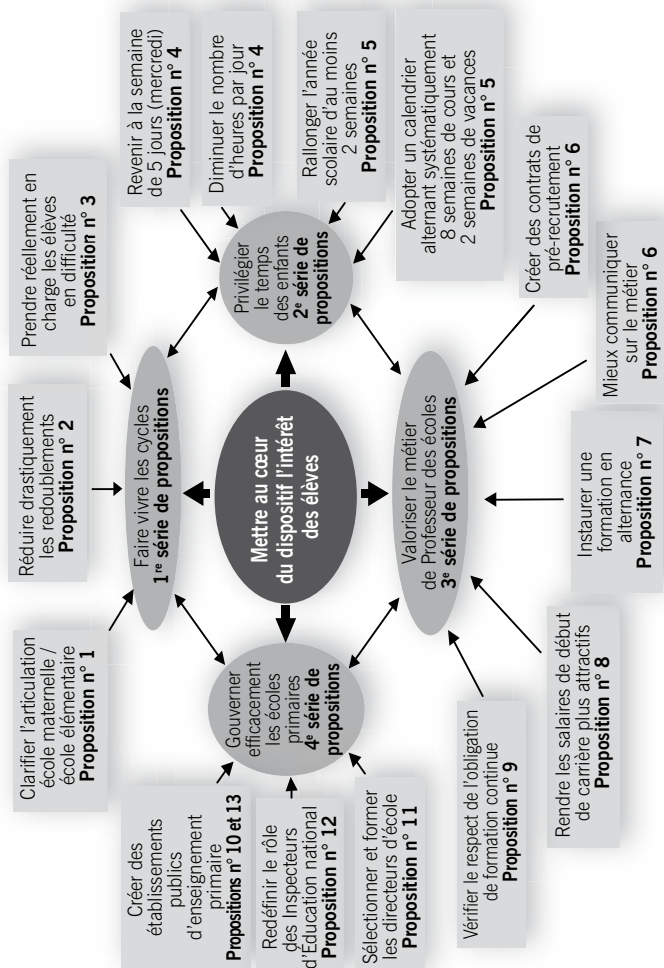 Clarifier l'articulation
école maternelle /
école élémentaire
Proposition n° 1
Réduire drastiquement
les redoublements
Proposition n° 2
Prendre réellement en
charge les élèves
en difficulté
Proposition n° 3
Faire vivre les cycles
1re série de propositions
Revenir à la semaine
de 5 jours (mercredi)
Proposition n° 4
Diminuer le nombre
d'heures par jour
Proposition n° 4
Rallonger l'année
scolaire d'au moins
2 semaines
Proposition n° 5
Adopter un calendrier
alternant systématiquement
8 semaines de cours et
2 semaines de vacances
Proposition n° 5
Privilégier
le temps
des enfants
2e série de
propositions
Mettre au cœur
du dispositif l'intérêt
des élèves
Gouverner
efficacement
les écoles
primaires
4e série de
propositions
Créer des
établissements
publics
d'enseignement
primaire
Propositions n° 10 et 13
Redéfinir le rôle
des Inspecteurs
d'Éducation national
Proposition n° 12
Sélectionner et former
les directeurs d'école
Proposition n° 11
Valoriser le métier
de Professeur des écoles
3e série de propositions
Vérifier le respect de l'obligation
de formation continue
Proposition n° 9
Rendre les salaires de début
de carrière plus attractifs
Proposition n° 8
Instaurer une
formation en
alternance
Proposition n° 7
Mieux communiquer
sur le métier
Proposition n° 6
Créer des contrats de
pré-recrutement
Proposition n° 6